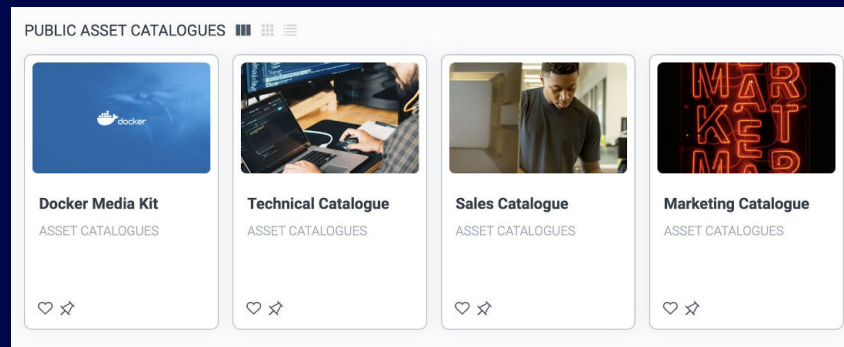 PUBLIC ASSET CATALOGUES
docker
MAR
KET
MAR
Docker Media Kit
Technical Catalogue
Sales Catalogue
Marketing Catalogue
ASSET CATALOGUES
ASSET CATALOGUES
ASSET CATALOGUES
ASSET CATALOGUES